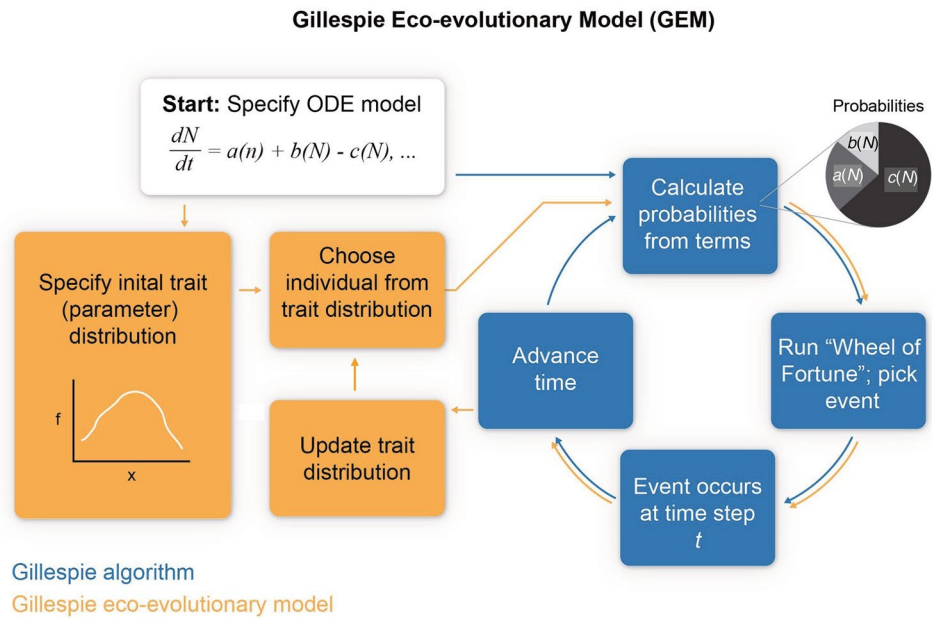 Gillespie Eco-evolutionary Model (GEM)
Start: Specify ODE model
dN/dt = a(n) + b(N) - c(N), ...
Probabilities
b(N)
a(N)
c(N)
Calculate
probabilities
from terms
Specify inital trait
(parameter)
distribution
f
x
Choose
individual from
trait distribution
Advance
time
Run “Wheel of
Fortune”; pick
event
Update trait
distribution
Event occurs
at time step
t
Gillespie algorithm
Gillespie eco-evolutionary model